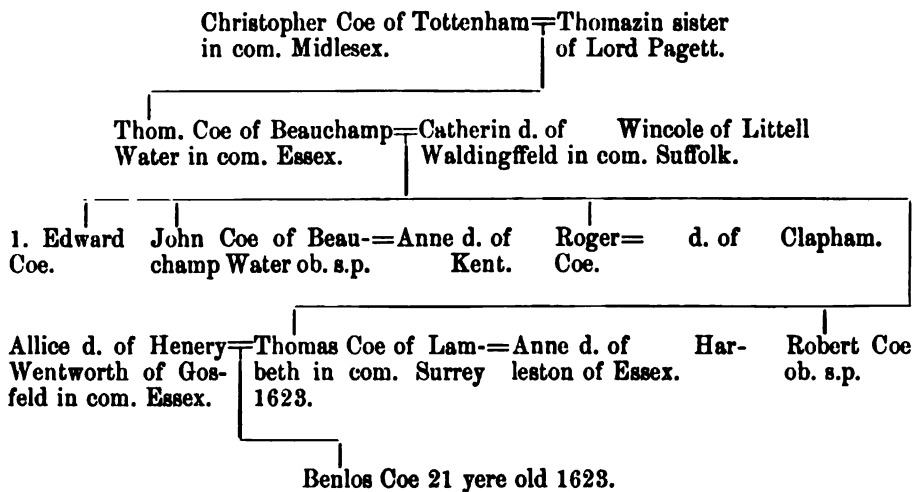 Christopher Coe of Tottenham=Thomazin sister
in com. Midlesex. of Lord Pagett.
Thom. Coe of Beauchamp=Catherin d. of Wincole of Littell
Water in com. Essex. Waldingffeld in com. Suffolk.
1. Edward John Coe of Beau-=Anne d. of Roger= d. of Clapham.
Coe. champ Water ob. s.p. Kent. Coe.
Allice d. of Henery=Thomas Coe of Lam-=Anne d. of Har- Robert Coe
Wentworth of Gos- beth in com. Surrey leston of Essex. ob. s.p.
feld in com. Essex. 1623.
Benlos Coe 21 yere old 1623.